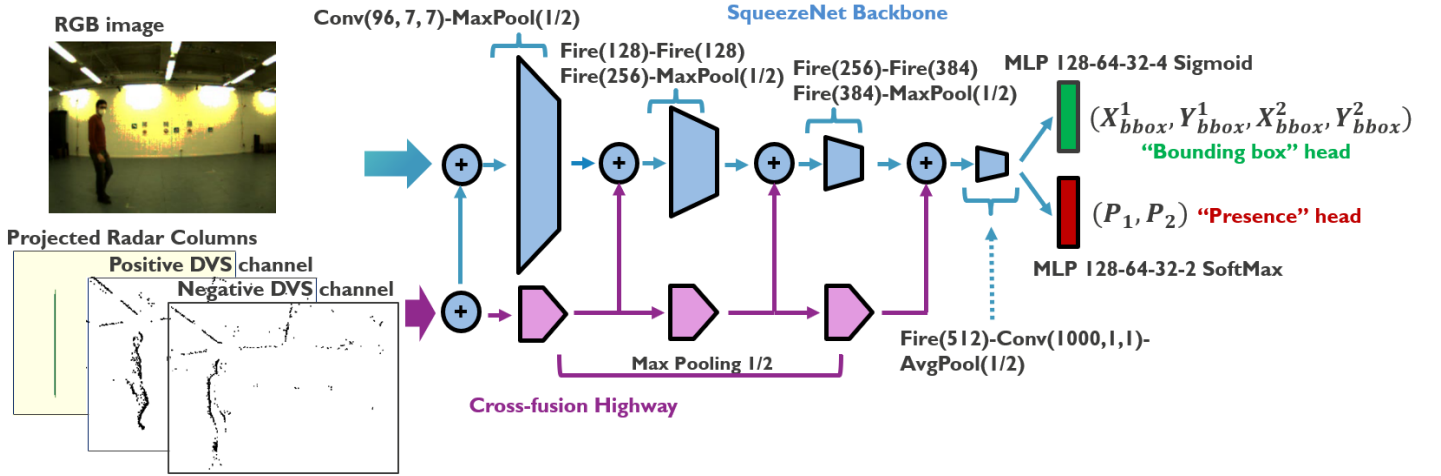 RGB image
Conv(96, 7, 7)-MaxPool(1/2)
SqueezeNet Backbone
Fire(128)-Fire(128)
Fire(256)-MaxPool(1/2)
Fire(256)-Fire(384)
Fire(384)-MaxPool(1/2)
MLP 128-64-32-4 Sigmoid
(X¹bbox, Y¹bbox, X²bbox, Y²bbox)
“Bounding box” head
+
+
+
+
(P₁, P₂) “Presence” head
MLP 128-64-32-2 SoftMax
Projected Radar Columns
Positive DVS channel
Negative DVS channel
+
Fire(512)-Conv(1000,1,1)-
AvgPool(1/2)
Max Pooling 1/2
Cross-fusion Highway